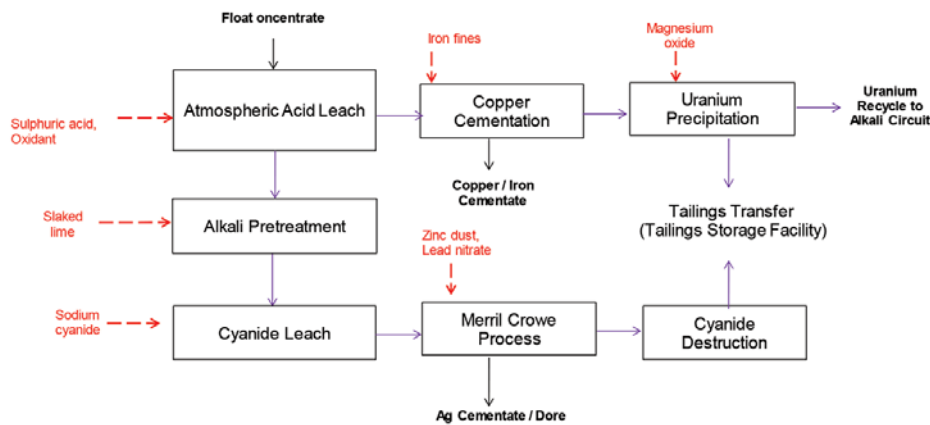 Float oncentrate
Iron fines
Magnesium
oxide
Sulphuric acid,
Oxidant
Atmospheric Acid Leach
Copper
Cementation
Uranium
Precipitation
Uranium
Recycle to
Alkali Circuit
Copper / Iron
Cementate
Slaked
lime
Alkali Pretreatment
Tailings Transfer
(Tailings Storage Facility)
Zinc dust,
Lead nitrate
Sodium
cyanide
Cyanide Leach
Merril Crowe
Process
Cyanide
Destruction
Ag Cementate / Dore